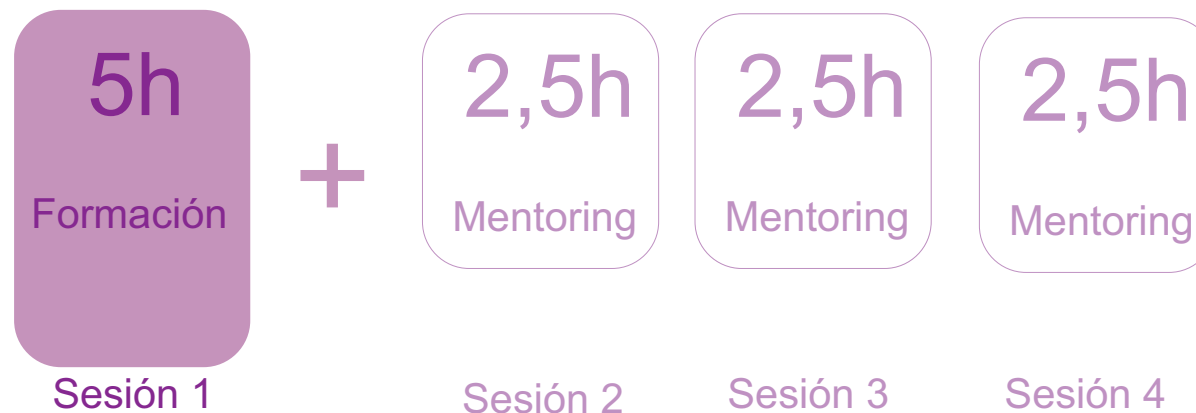 5h
Formación
Sesión 1
+
2,5h
Mentoring
Sesión 2
2,5h
Mentoring
Sesión 3
2,5h
Mentoring
Sesión 4